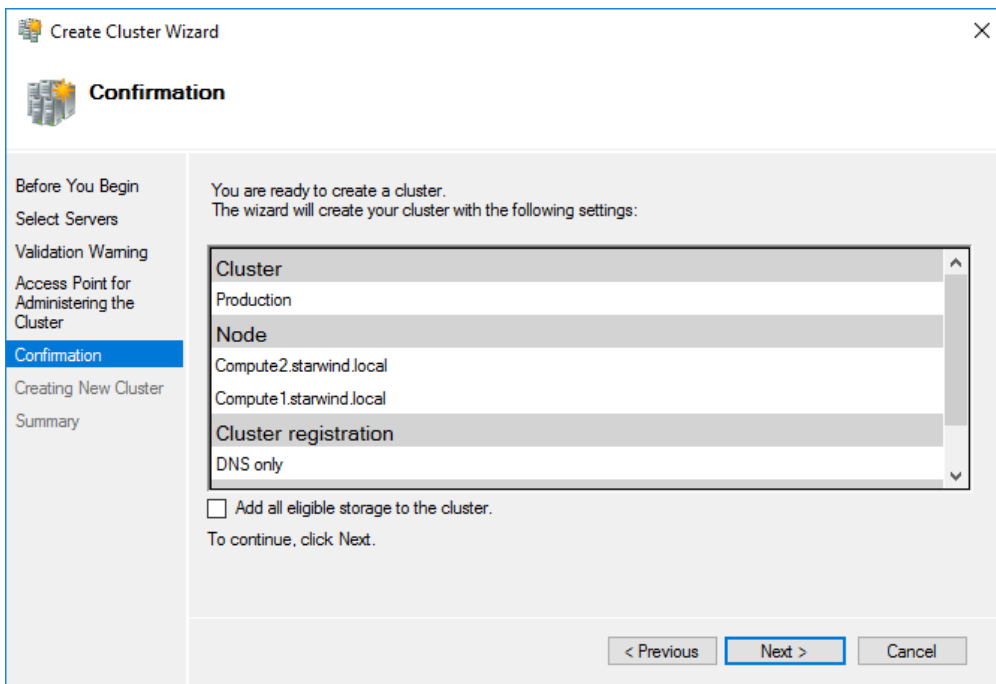 Create Cluster Wizard
Confirmation
Before You Begin
Select Servers
Validation Warning
Access Point for
Administering the
Cluster
Confirmation
Creating New Cluster
Summary
You are ready to create a cluster.
The wizard will create your cluster with the following settings:
Cluster
Production
Node
Compute2.starwind.local
Compute1.starwind.local
Cluster registration
DNS only
Add all eligible storage to the cluster.
To continue, click Next.
< Previous
Next >
Cancel